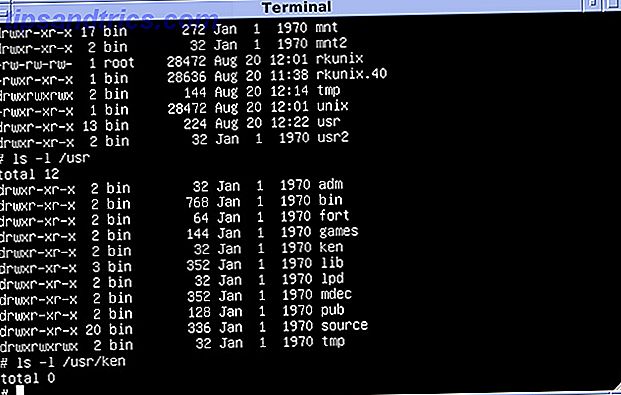 Terminal
tipsandtrics.com
drwxr-xr-x 17 bin 272 Jan 1 1970 mnt
drwxr-xr-x 2 bin 32 Jan 1 1970 mnt2
-rw-rw-rw- 1 root 28472 Aug 20 12:01 rkunix
-rwxr-xr-x 1 bin 28636 Aug 20 11:38 rkunix.40
drwxrwxrwx 2 bin 144 Aug 20 12:14 tmp
-rwxr-xr-x 1 bin 28472 Aug 20 12:01 unix
drwxr-xr-x 13 bin 224 Aug 20 12:22 usr
drwxr-xr-x 2 bin 32 Jan 1 1970 usr2
# ls -l /usr
total 12
drwxr-xr-x 2 bin 32 Jan 1 1970 adm
drwxr-xr-x 2 bin 768 Jan 1 1970 bin
drwxr-xr-x 2 bin 64 Jan 1 1970 fort
drwxr-xr-x 2 bin 144 Jan 1 1970 games
drwxr-xr-x 2 bin 32 Jan 1 1970 ken
drwxr-xr-x 3 bin 352 Jan 1 1970 lib
drwxr-xr-x 2 bin 32 Jan 1 1970 lpd
drwxr-xr-x 2 bin 352 Jan 1 1970 mdec
drwxr-xr-x 2 bin 128 Jan 1 1970 pub
drwxr-xr-x 20 bin 336 Jan 1 1970 source
drwxrwxrwx 2 bin 32 Jan 1 1970 tmp
# ls -l /usr/ken
total 0
#